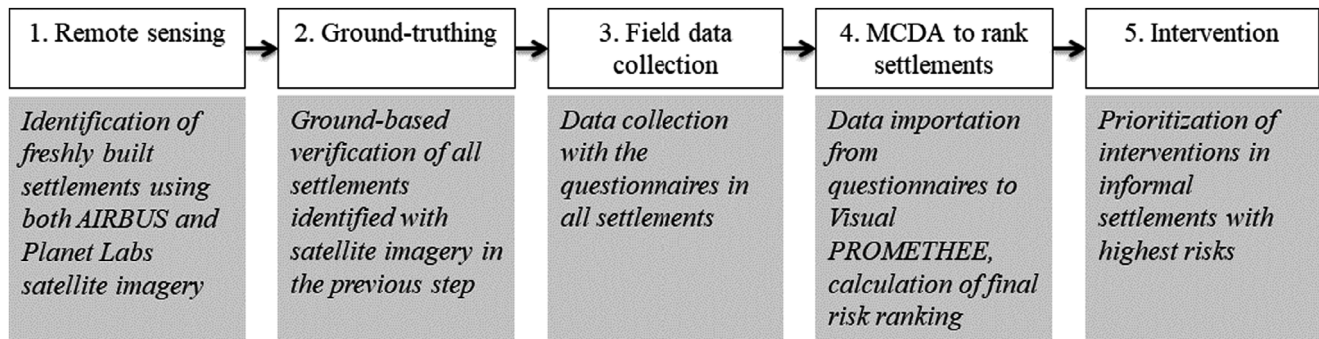 1. Remote sensing
2. Ground-truthing
3. Field data
collection
4. MCDA to rank
settlements
5. Intervention
Identification of
freshly built
settlements using
both AIRBUS and
Planet Labs
satellite imagery
Ground-based
verification of all
settlements
identified with
satellite imagery in
the previous step
Data collection
with the
questionnaires in
all settlements
Data importation
from
questionnaires to
Visual
PROMETHEE,
calculation of final
risk ranking
Prioritization of
interventions in
informal
settlements with
highest risks